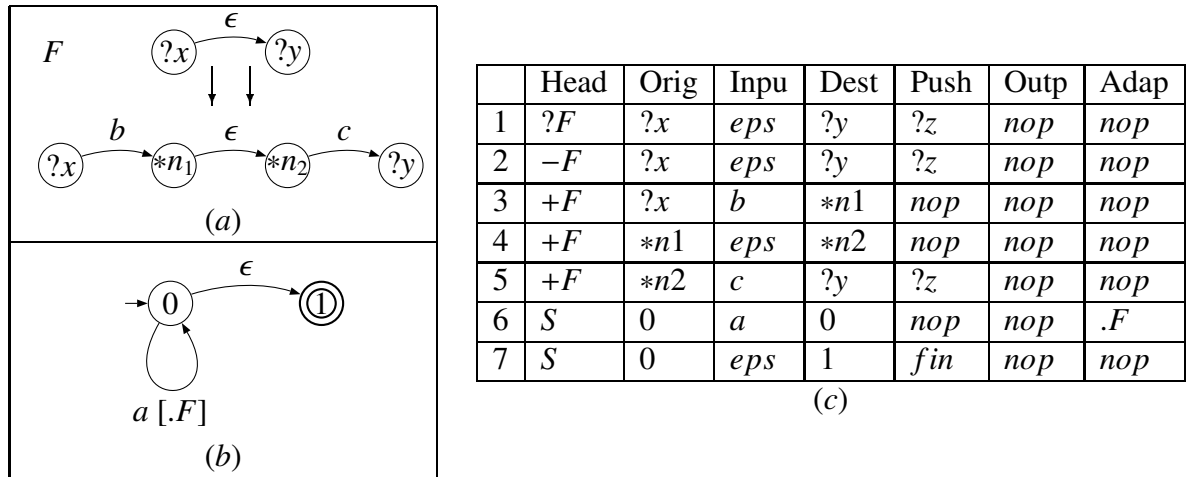 ϵ
F ?x ?y
b ϵ c
?x *n₁ *n₂ ?y
(a)
ϵ
0 1
a [.F]
(b)
Head Orig Inpu Dest Push Outp Adap
1 ?F ?x eps ?y ?z nop nop
2 −F ?x eps ?y ?z nop nop
3 +F ?x b *n1 nop nop nop
4 +F *n1 eps *n2 nop nop nop
5 +F *n2 c ?y ?z nop nop
6 S 0 a 0 nop nop .F
7 S 0 eps 1 fin nop nop
(c)